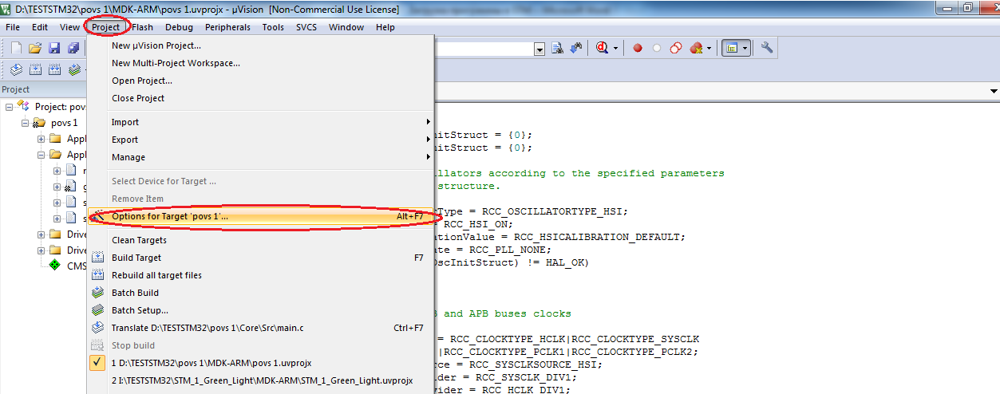 D:\TESTSTM32\povs 1\MDK-ARM\povs 1.uvprojx - µVision [Non-Commercial Use License]
File Edit View Project Flash Debug Peripherals Tools SVCS Window Help
New µVision Project...
New Multi-Project Workspace...
Open Project...
Close Project
Import
Export
Manage
Select Device for Target ...
Remove Item
Options for Target 'povs 1'... Alt+F7
Clean Targets
Build Target F7
Rebuild all target files
Batch Build
Batch Setup...
Translate D:\TESTSTM32\povs 1\Core\Src\main.c Ctrl+F7
Stop build
1 D:\TESTSTM32\povs 1\MDK-ARM\povs 1.uvprojx
2 I:\TESTSTM32\STM_1_Green_Light\MDK-ARM\STM_1_Green_Light.uvprojx
Project
Project: pov
povs 1
Appl
Appl
Drive
Drive
CMS
nitStruct = {0};
nitStruct = {0};
llators according to the specified parameters
structure.
Type = RCC_OSCILLATORTYPE_HSI;
= RCC_HSI_ON;
ationValue = RCC_HSICALIBRATION_DEFAULT;
ate = RCC_PLL_NONE;
OscInitStruct) != HAL_OK)
and APB buses clocks
= RCC_CLOCKTYPE_HCLK|RCC_CLOCKTYPE_SYSCLK
|RCC_CLOCKTYPE_PCLK1|RCC_CLOCKTYPE_PCLK2;
rce = RCC_SYSCLKSOURCE_HSI;
ider = RCC_SYSCLK_DIV1;
vider = RCC_HCLK_DIV1;